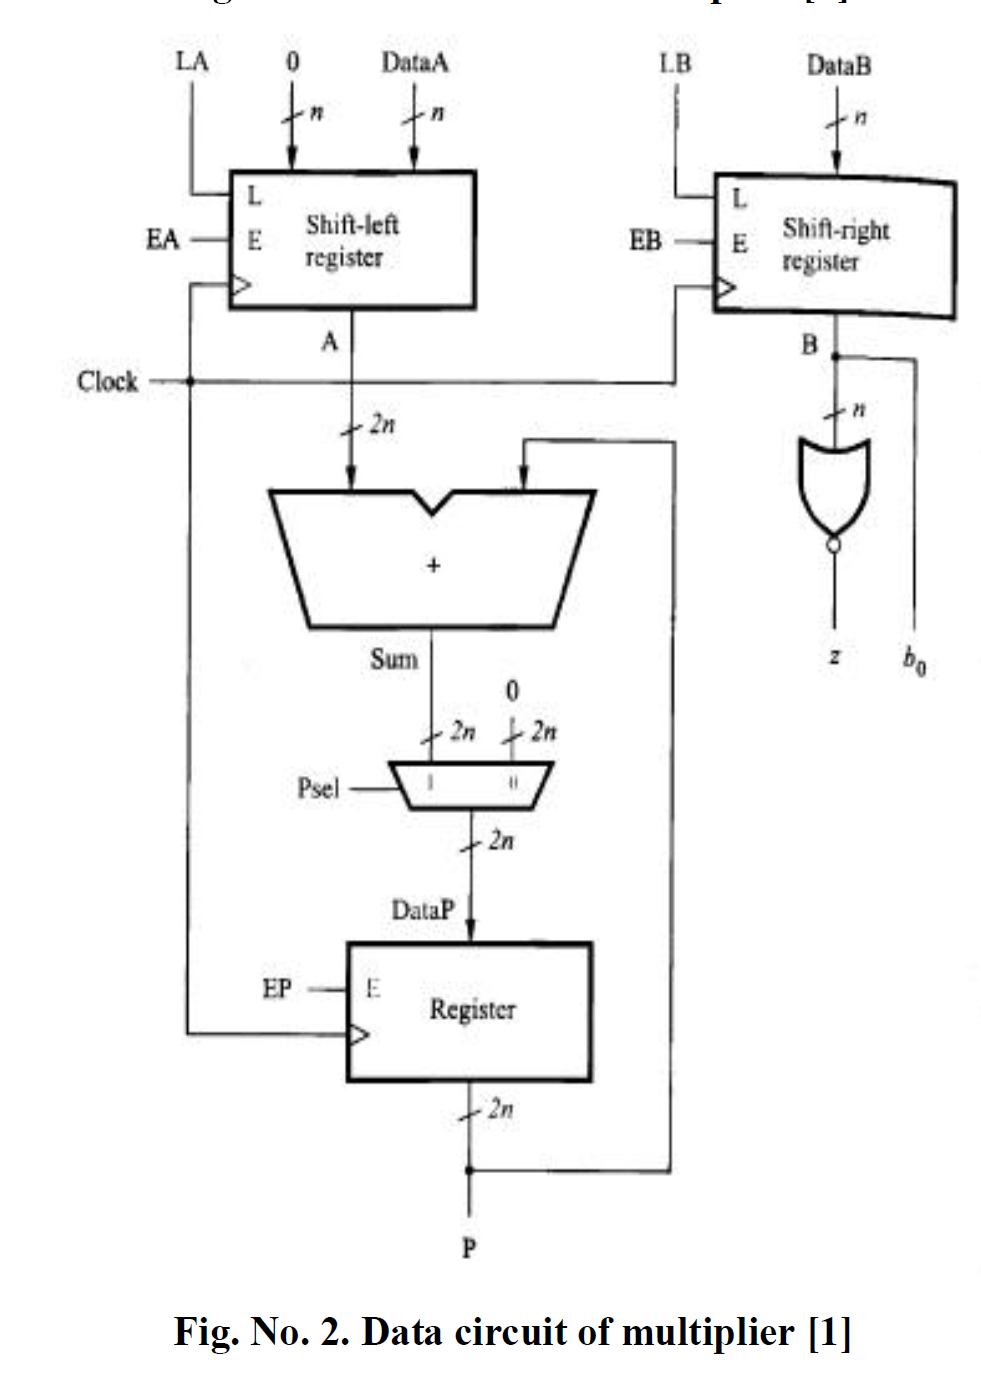 LA 0 DataA LB DataB
n n n
L Shift-left register
EA E
L Shift-right register
EB E
A B
Clock
2n n
+
Sum z b0
0
2n 2n
Psel 1 0
2n
DataP
EP E Register
2n
P
Fig. No. 2. Data circuit of multiplier [1]